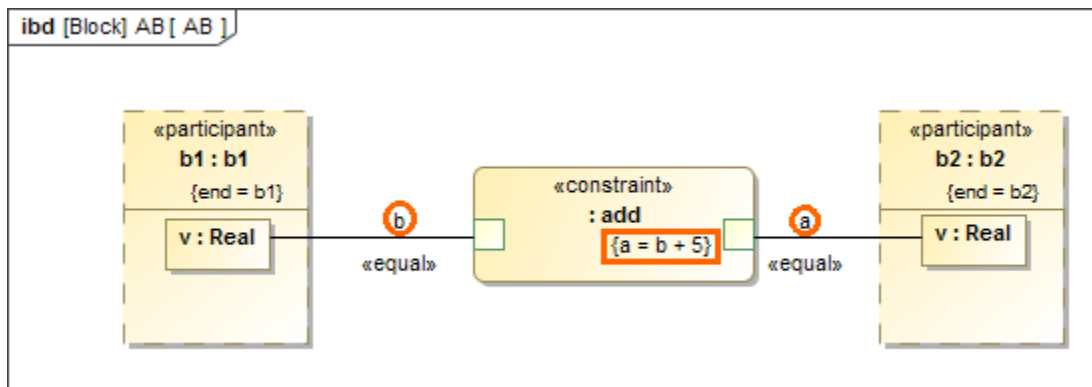 ibd [Block] AB [ AB ]
«participant»
b1 : b1
{end = b1}
v : Real
b
«equal»
«constraint»
: add
{a = b + 5}
a
«equal»
«participant»
b2 : b2
{end = b2}
v : Real